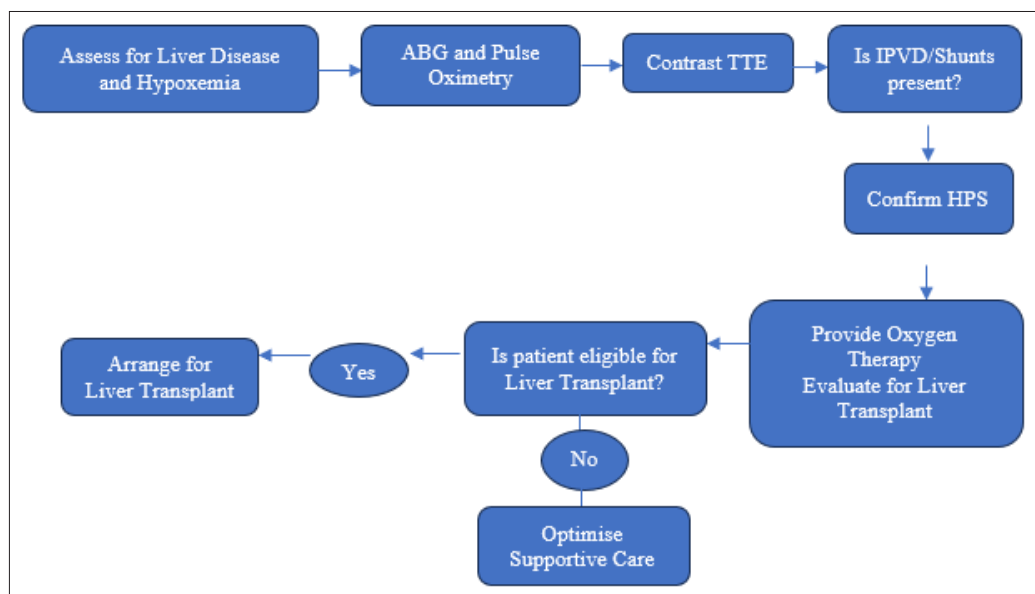 Assess for Liver Disease
and Hypoxemia
ABG and Pulse
Oximetry
Contrast TTE
Is IPVD/Shunts
present?
Confirm HPS
Provide Oxygen
Therapy
Evaluate for Liver
Transplant
Is patient eligible for
Liver Transplant?
Yes
Arrange for
Liver Transplant
No
Optimise
Supportive Care